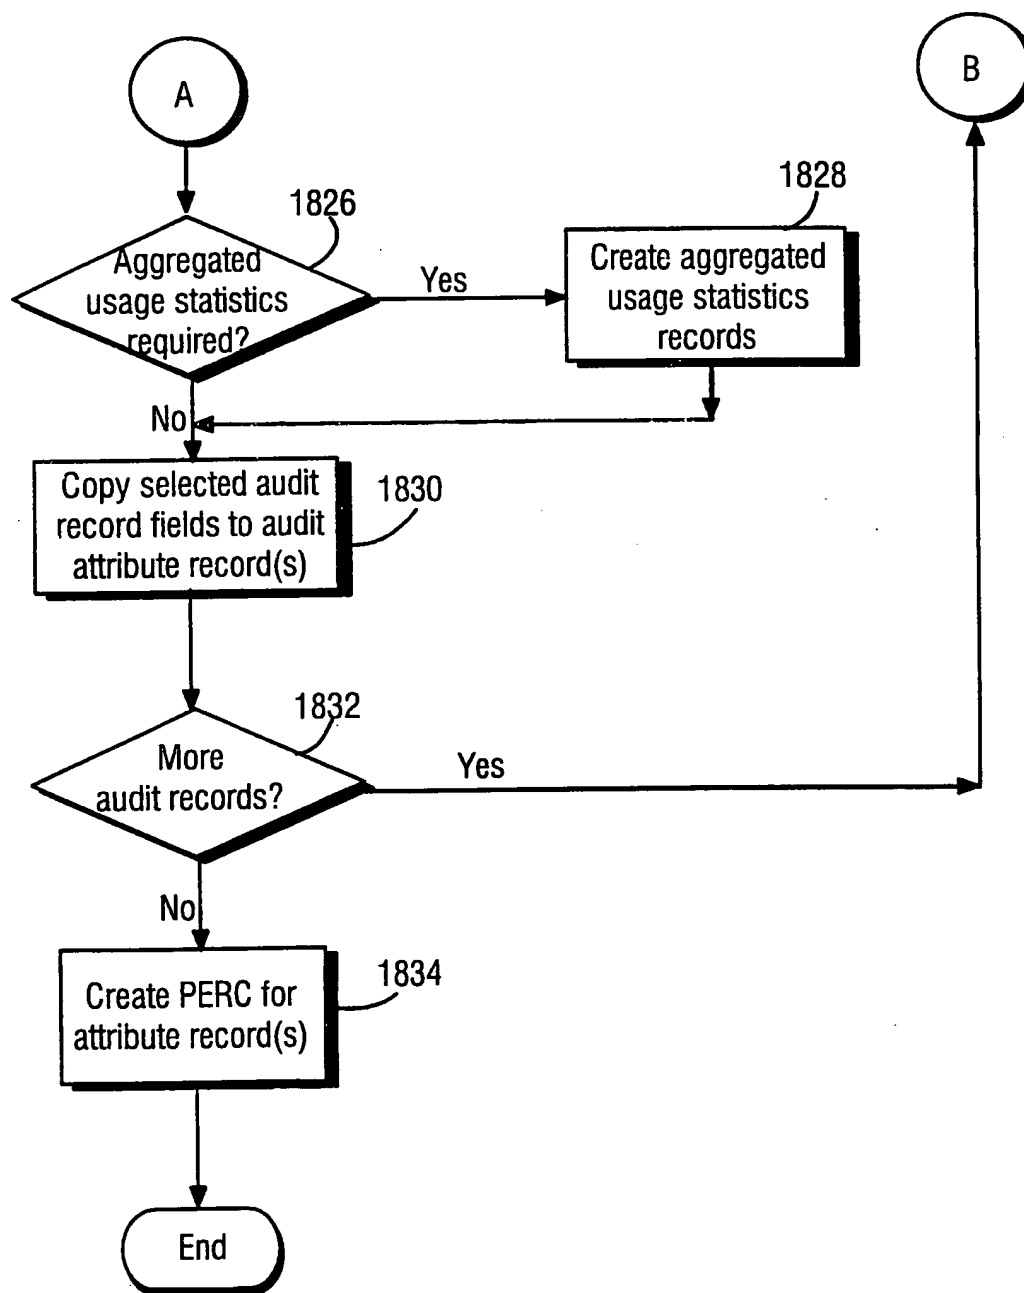 A
B
1826
1828
Aggregated
usage statistics
required?
Yes
Create aggregated
usage statistics
records
No
Copy selected audit
record fields to audit
attribute record(s)
1830
1832
More
audit records?
Yes
No
Create PERC for
attribute record(s)
1834
End